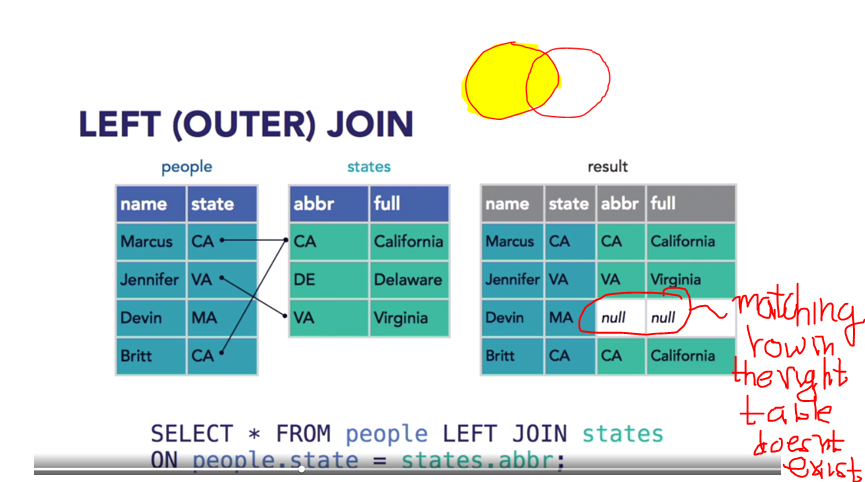 LEFT (OUTER) JOIN
people
states
result
name state
Marcus CA
Jennifer VA
Devin MA
Britt CA
abbr full
CA California
DE Delaware
VA Virginia
name state abbr full
Marcus CA CA California
Jennifer VA VA Virginia
Devin MA null null
Britt CA CA California
matching
row in
the right
table
doesnt
exist
SELECT * FROM people LEFT JOIN states
ON people.state = states.abbr;